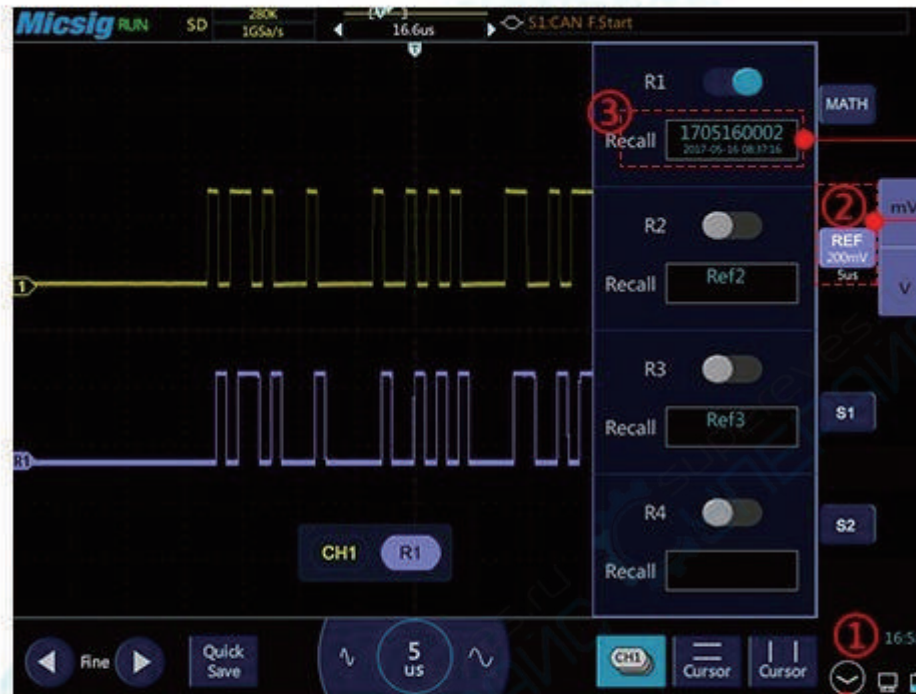 Micsig RUN SD 280K
1GSa/s 16.6us S1:CAN F.Start
T
R1
MATH
③
Recall 1705160002
2017-05-16 08:37:16
② mV
R2
REF
200mV
5us
Recall Ref2
V
1
R3
Recall Ref3
S1
R1
R4
S2
CH1 R1
Recall
①
Fine Quick
Save
5
us
CH1 Cursor Cursor